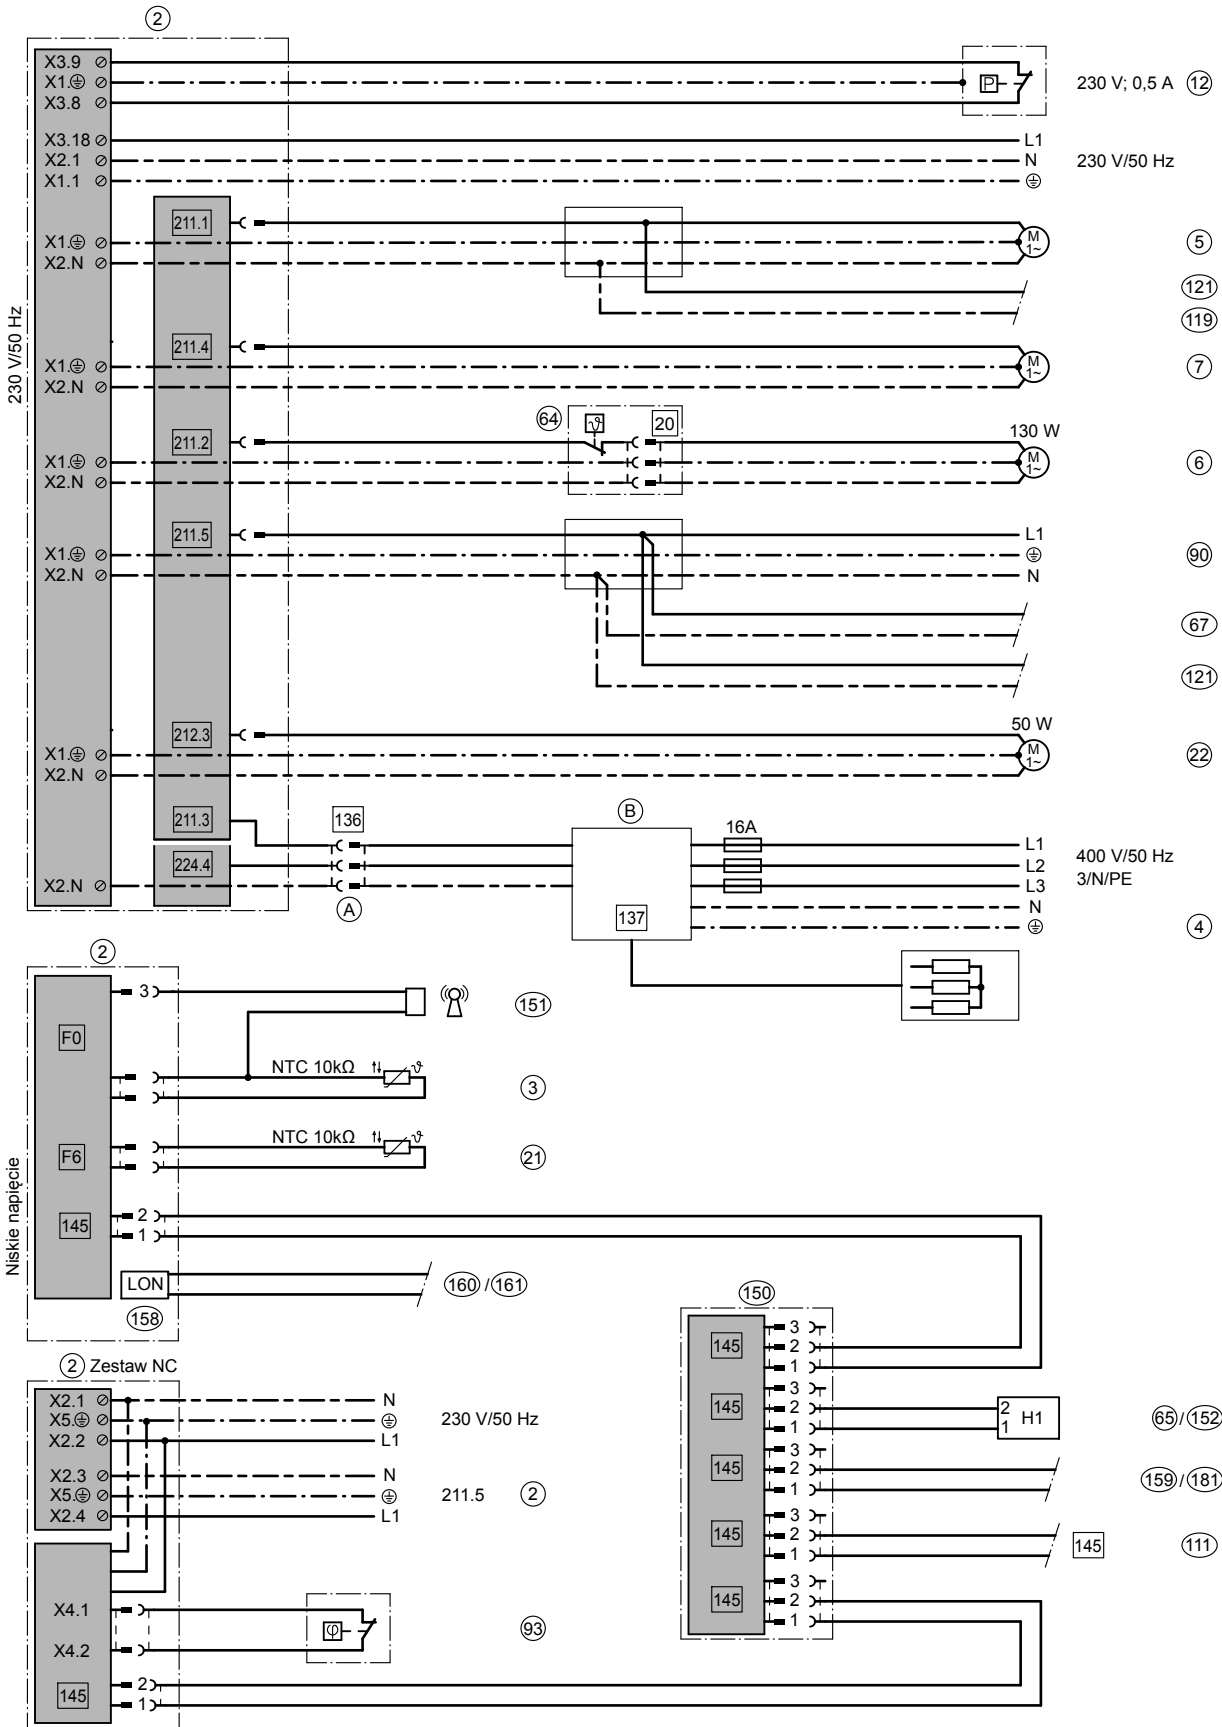 2
X3.9
X1.
X3.8
P
230 V; 0,5 A 12
X3.18
L1
X2.1
N
230 V/50 Hz
X1.1
230 V/50 Hz
211.1
X1.
X2.N
M
1~
5
121
119
211.4
X1.
X2.N
M
1~
7
64
ϑ
20
130 W
211.2
X1.
X2.N
M
1~
6
211.5
L1
X1.
90
X2.N
N
67
121
50 W
212.3
X1.
X2.N
M
1~
22
211.3
136
B
16A
L1
224.4
L2
400 V/50 Hz
X2.N
L3
3/N/PE
A
137
N
4
2
Niskie napięcie
3
151
F0
NTC 10kΩ
ϑ
3
F6
NTC 10kΩ
ϑ
21
145
2
1
LON
160 / 161
158
150
145
3
2
1
145
3
2
1
2
1
H1
65/152
145
3
2
1
159/181
145
3
2
1
145
111
145
3
2
1
2 Zestaw NC
X2.1
N
X5.
230 V/50 Hz
X2.2
L1
X2.3
N
X5.
211.5
2
X2.4
L1
X4.1
φ
93
X4.2
145
2
1